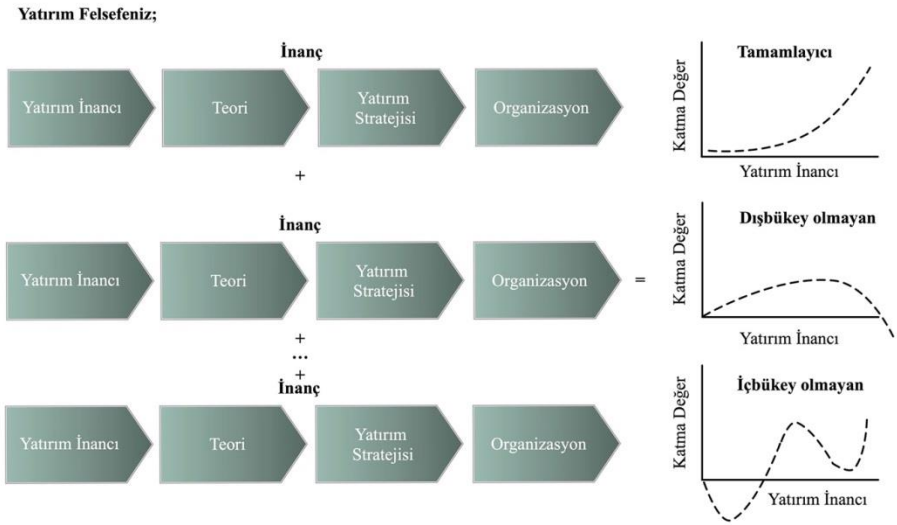 Yatırım Felsefeniz;
İnanç
Yatırım İnancı
Teori
Yatırım
Stratejisi
Organizasyon
Tamamlayıcı
Katma Değer
Yatırım İnancı
+
İnanç
Yatırım İnancı
Teori
Yatırım
Stratejisi
Organizasyon
=
Dışbükey olmayan
Katma Değer
Yatırım İnancı
+
...
+
İnanç
Yatırım İnancı
Teori
Yatırım
Stratejisi
Organizasyon
İçbükey olmayan
Katma Değer
Yatırım İnancı